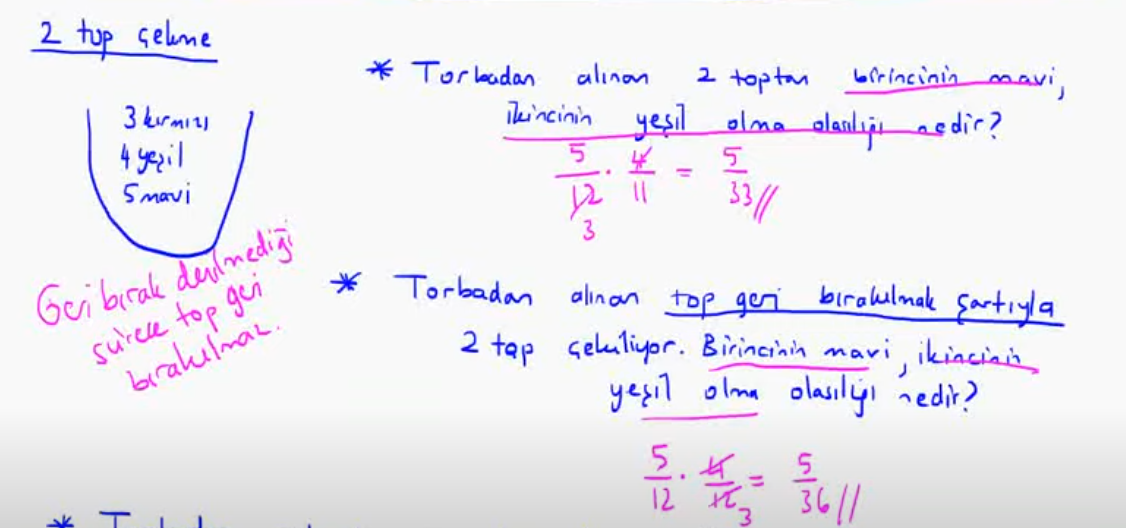 2 top çekme
3 kırmızı
4 yeşil
5 mavi
Geri bırak denilmediği
sürece top geri
bırakılmaz.
* Torbadan alınan 2 toptan birincinin mavi,
ikincinin yeşil olma olasılığı nedir?
5/12 · 4/11 = 5/33 //
3
* Torbadan alınan top geri bırakılmak şartıyla
2 top çekiliyor. Birincinin mavi, ikincinin
yeşil olma olasılığı nedir?
5/12 · 4/12 = 5/36 //
3
*